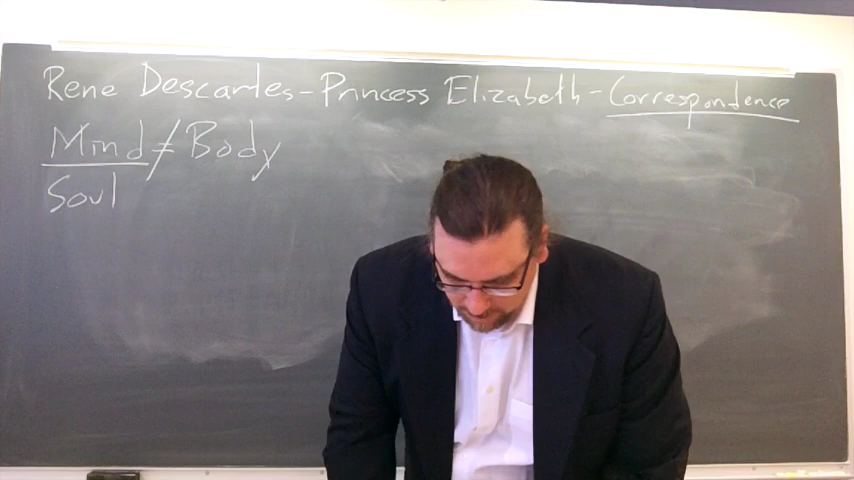 Rene Descartes - Princess Elizabeth - Correspondence
Mind ≠ Body
Soul